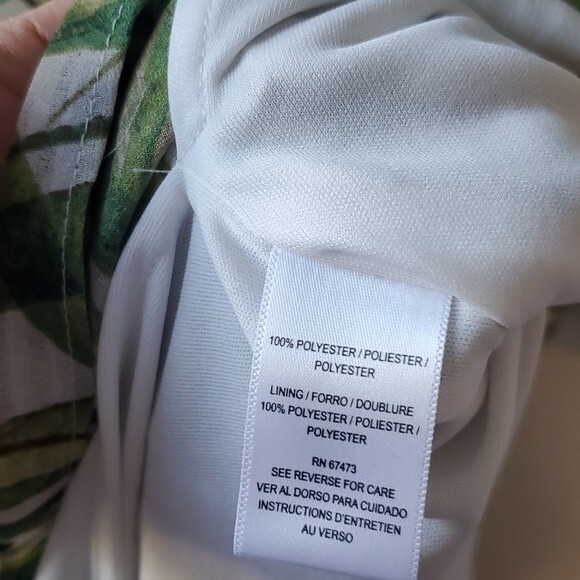 100% POLYESTER / POLIESTER /
POLYESTER
LINING / FORRO / DOUBLURE
100% POLYESTER / POLIESTER /
POLYESTER
RN 67473
SEE REVERSE FOR CARE
VER AL DORSO PARA CUIDADO
INSTRUCTIONS D'ENTRETIEN
AU VERSO